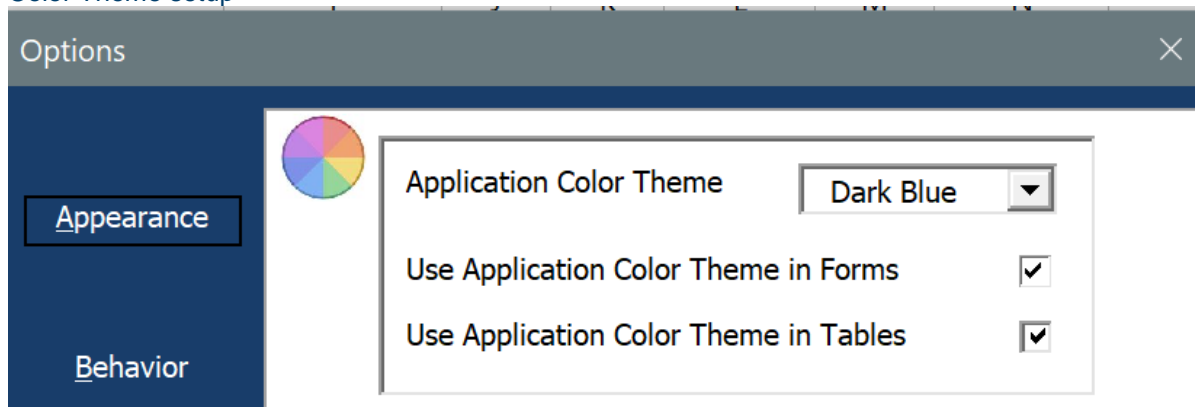 Options
Appearance
Application Color Theme Dark Blue
Use Application Color Theme in Forms
Use Application Color Theme in Tables
Behavior